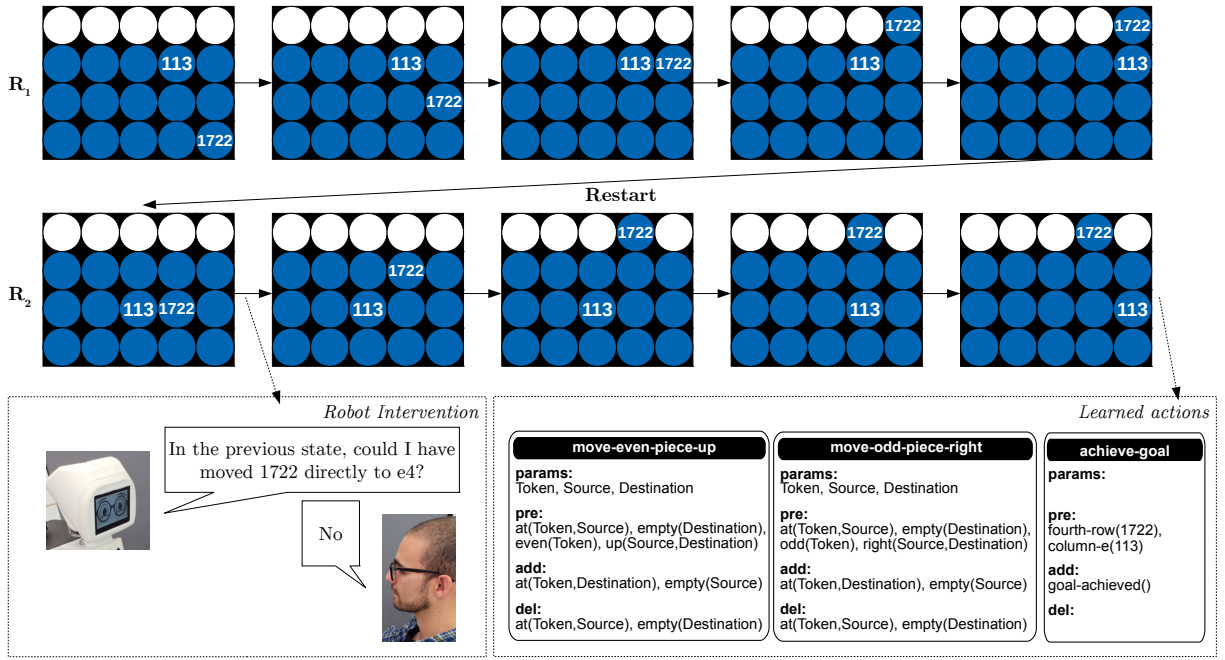 1722
113
113
113
1722
113
1722
113
R1
1722
1722
Restart
1722
1722
1722
1722
R2
113
1722
113
113
113
113
Robot Intervention
In the previous state, could I have
moved 1722 directly to e4?
No
Learned actions
move-even-piece-up
params:
Token, Source, Destination
pre:
at(Token,Source), empty(Destination),
even(Token), up(Source,Destination)
add:
at(Token,Destination), empty(Source)
del:
at(Token,Source), empty(Destination)
move-odd-piece-right
params:
Token, Source, Destination
pre:
at(Token,Source), empty(Destination),
odd(Token), right(Source,Destination)
add:
at(Token,Destination), empty(Source)
del:
at(Token,Source), empty(Destination)
achieve-goal
params:
pre:
fourth-row(1722),
column-e(113)
add:
goal-achieved()
del: